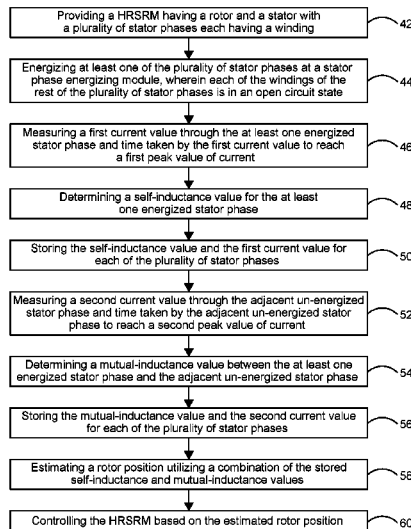 Providing a HRSRM having a rotor and a stator with
a plurality of stator phases each having a winding
42
Energizing at least one of the plurality of stator phases at a stator
phase energizing module, wherein each of the windings of the
rest of the plurality of stator phases is in an open circuit state
44
Measuring a first current value through the at least one energized
stator phase and time taken by the first current value to reach
a first peak value of current
46
Determining a self-inductance value for the at least
one energized stator phase
48
Storing the self-inductance value and the first current value for
each of the plurality of stator phases
50
Measuring a second current value through the adjacent un-energized
stator phase and time taken by the adjacent un-energized stator
phase to reach a second peak value of current
52
Determining a mutual-inductance value between the at least one
energized stator phase and the adjacent un-energized stator phase
54
Storing the mutual-inductance value and the second current value
for each of the plurality of stator phases
56
Estimating a rotor position utilizing a combination of the stored
self-inductance and mutual-inductance values
58
Controlling the HRSRM based on the estimated rotor position
60